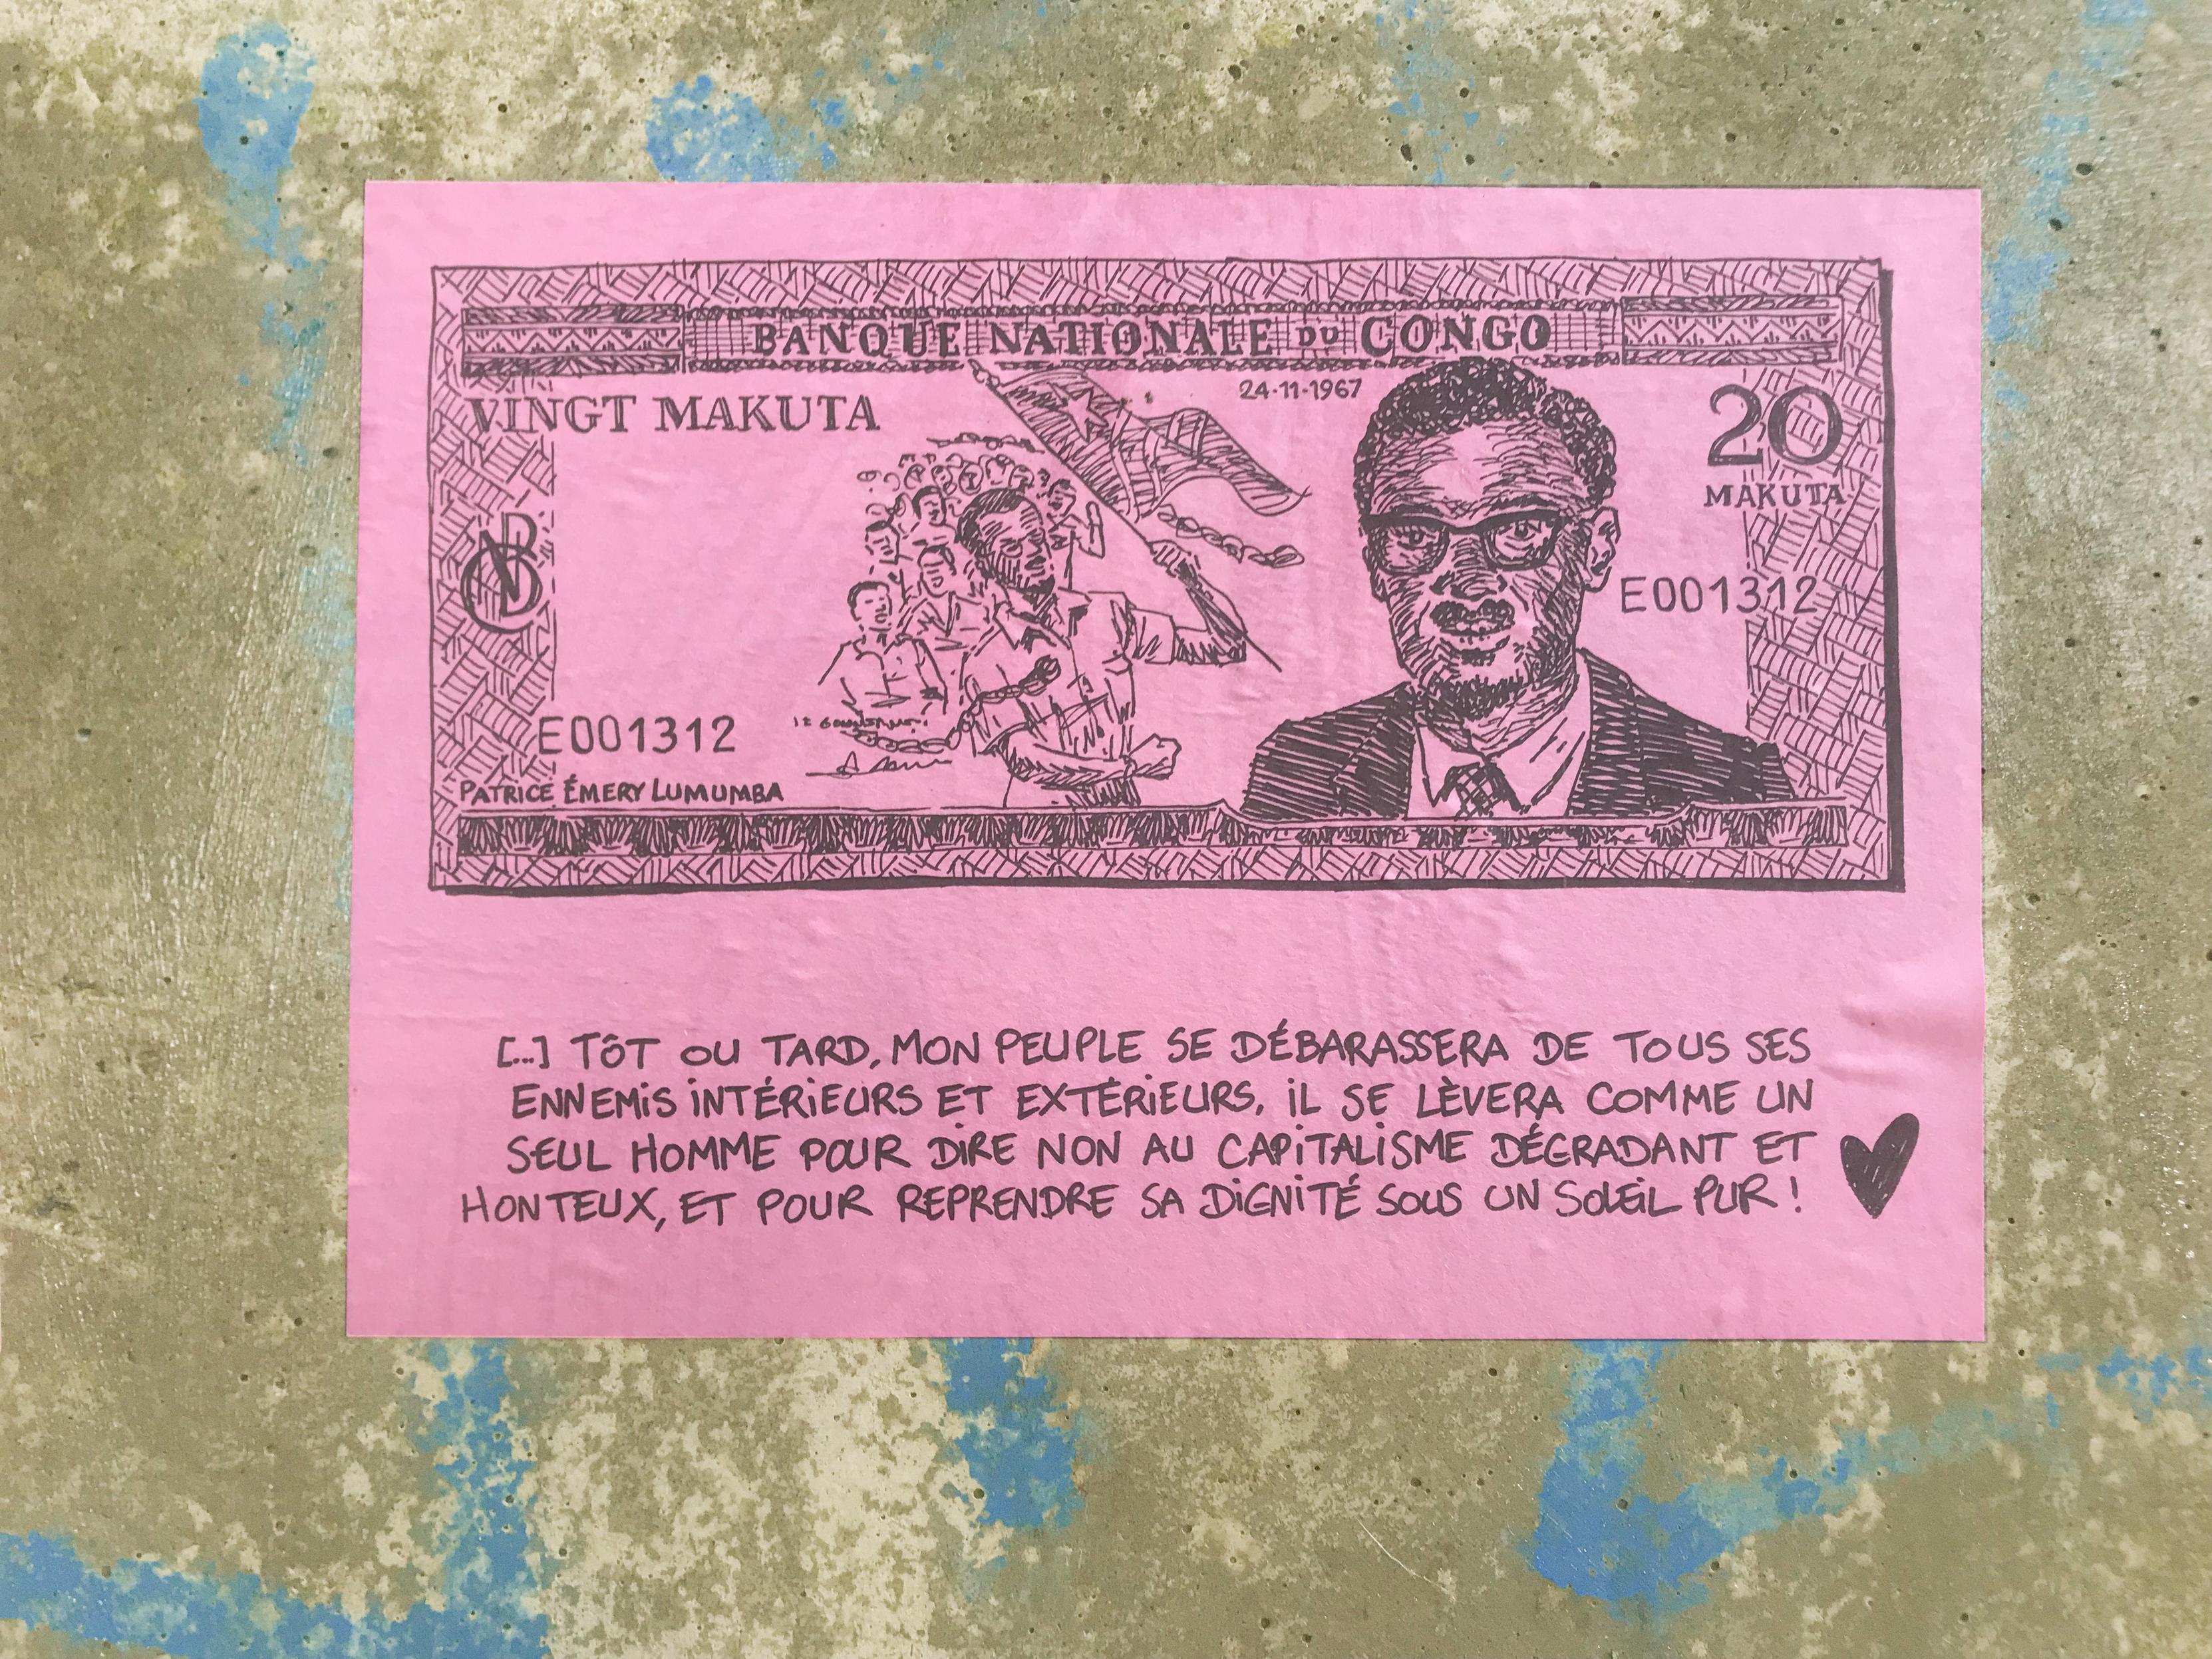 BANQUE NATIONALE DU CONGO
VINGT MAKUTA
24-11-1967
20
MAKUTA
E001312
E001312
PATRICE ÉMERY LUMUMBA
[...] TÔT OU TARD, MON PEUPLE SE DÉBARASSERA DE TOUS SES
ENNEMIS INTÉRIEURS ET EXTÉRIEURS, IL SE LÈVERA COMME UN
SEUL HOMME POUR DIRE NON AU CAPITALISME DÉGRADANT ET
HONTEUX, ET POUR REPRENDRE SA DIGNITÉ SOUS UN SOLEIL PUR !